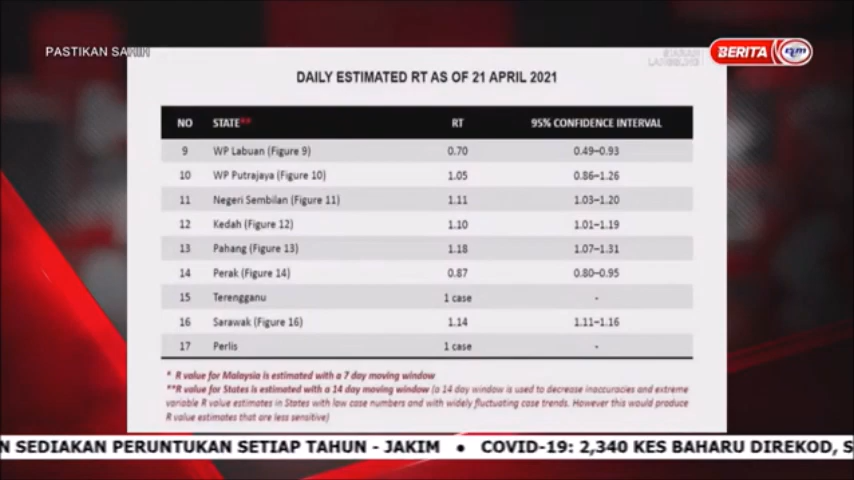 PASTIKAN SAHIH
SIARAN
LANGSUNG
BERITA rtm
DAILY ESTIMATED RT AS OF 21 APRIL 2021
NO STATE** RT 95% CONFIDENCE INTERVAL
9 WP Labuan (Figure 9) 0.70 0.49–0.93
10 WP Putrajaya (Figure 10) 1.05 0.86–1.26
11 Negeri Sembilan (Figure 11) 1.11 1.03–1.20
12 Kedah (Figure 12) 1.10 1.01–1.19
13 Pahang (Figure 13) 1.18 1.07–1.31
14 Perak (Figure 14) 0.87 0.80–0.95
15 Terengganu 1 case -
16 Sarawak (Figure 16) 1.14 1.11–1.16
17 Perlis 1 case -
* R value for Malaysia is estimated with a 7 day moving window
**R value for States is estimated with a 14 day moving window (a 14 day window is used to decrease inaccuracies and extreme
variable R value estimates in States with low case numbers and with widely fluctuating case trends. However this would produce
R value estimates that are less sensitive)
N SEDIAKAN PERUNTUKAN SETIAP TAHUN - JAKIM • COVID-19: 2,340 KES BAHARU DIREKOD, S